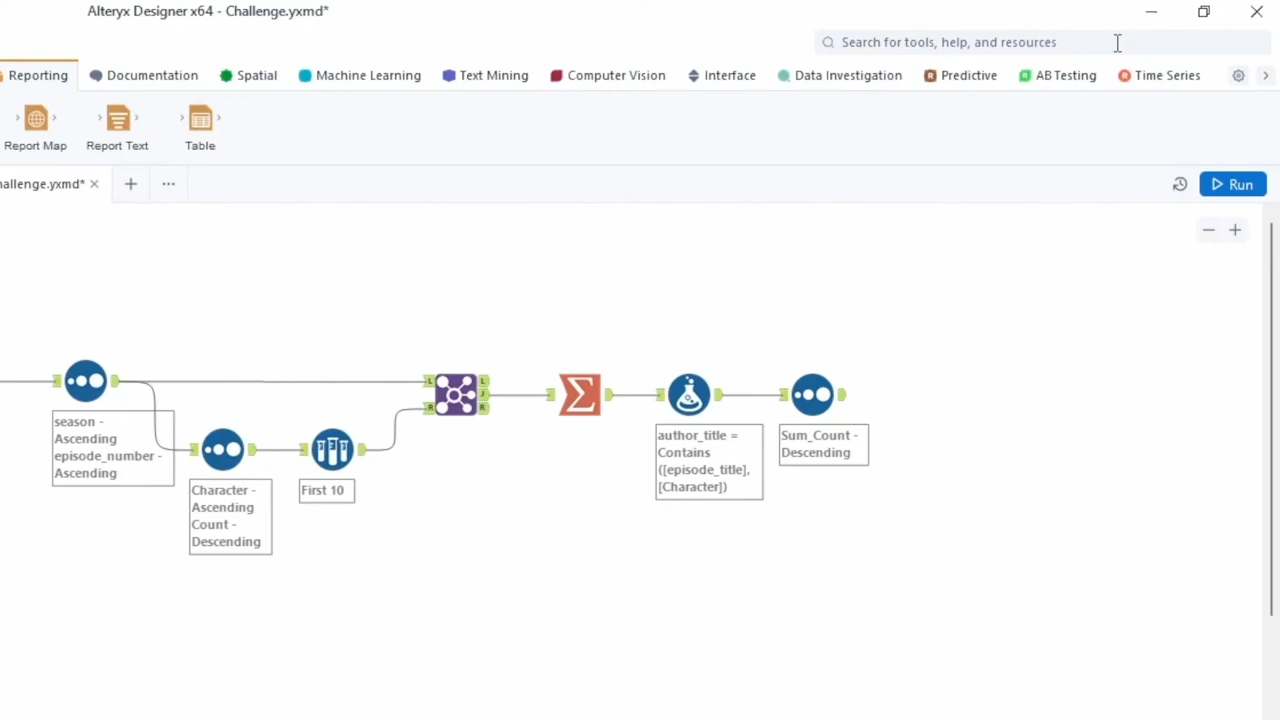 Alteryx Designer x64 - Challenge.yxmd*
Search for tools, help, and resources
Reporting
Documentation
Spatial
Machine Learning
Text Mining
Computer Vision
Interface
Data Investigation
Predictive
AB Testing
Time Series
Report Map
Report Text
Table
hallenge.yxmd*
Run
L
R
L
J
R
season -
Ascending
episode_number -
Ascending
Character -
Ascending
Count -
Descending
First 10
author_title =
Contains
([episode_title],
[Character])
Sum_Count -
Descending